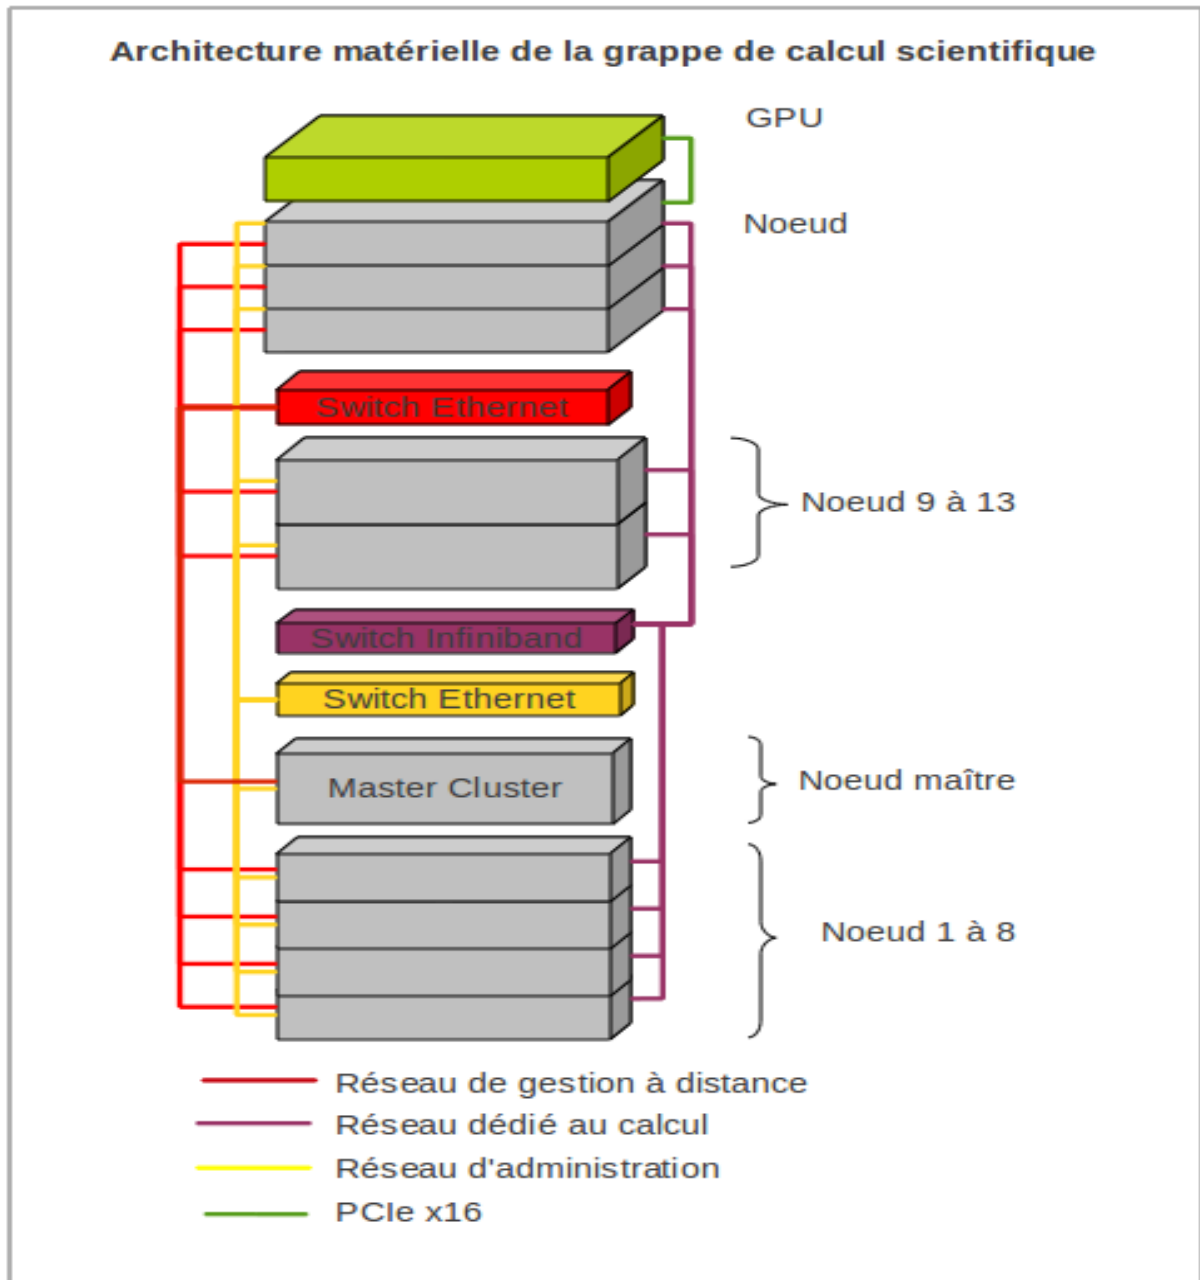 Architecture matérielle de la grappe de calcul scientifique
GPU
Noeud
Switch Ethernet
Noeud 9 à 13
Switch Infiniband
Switch Ethernet
Master Cluster
Noeud maître
Noeud 1 à 8
Réseau de gestion à distance
Réseau dédié au calcul
Réseau d'administration
PCIe x16